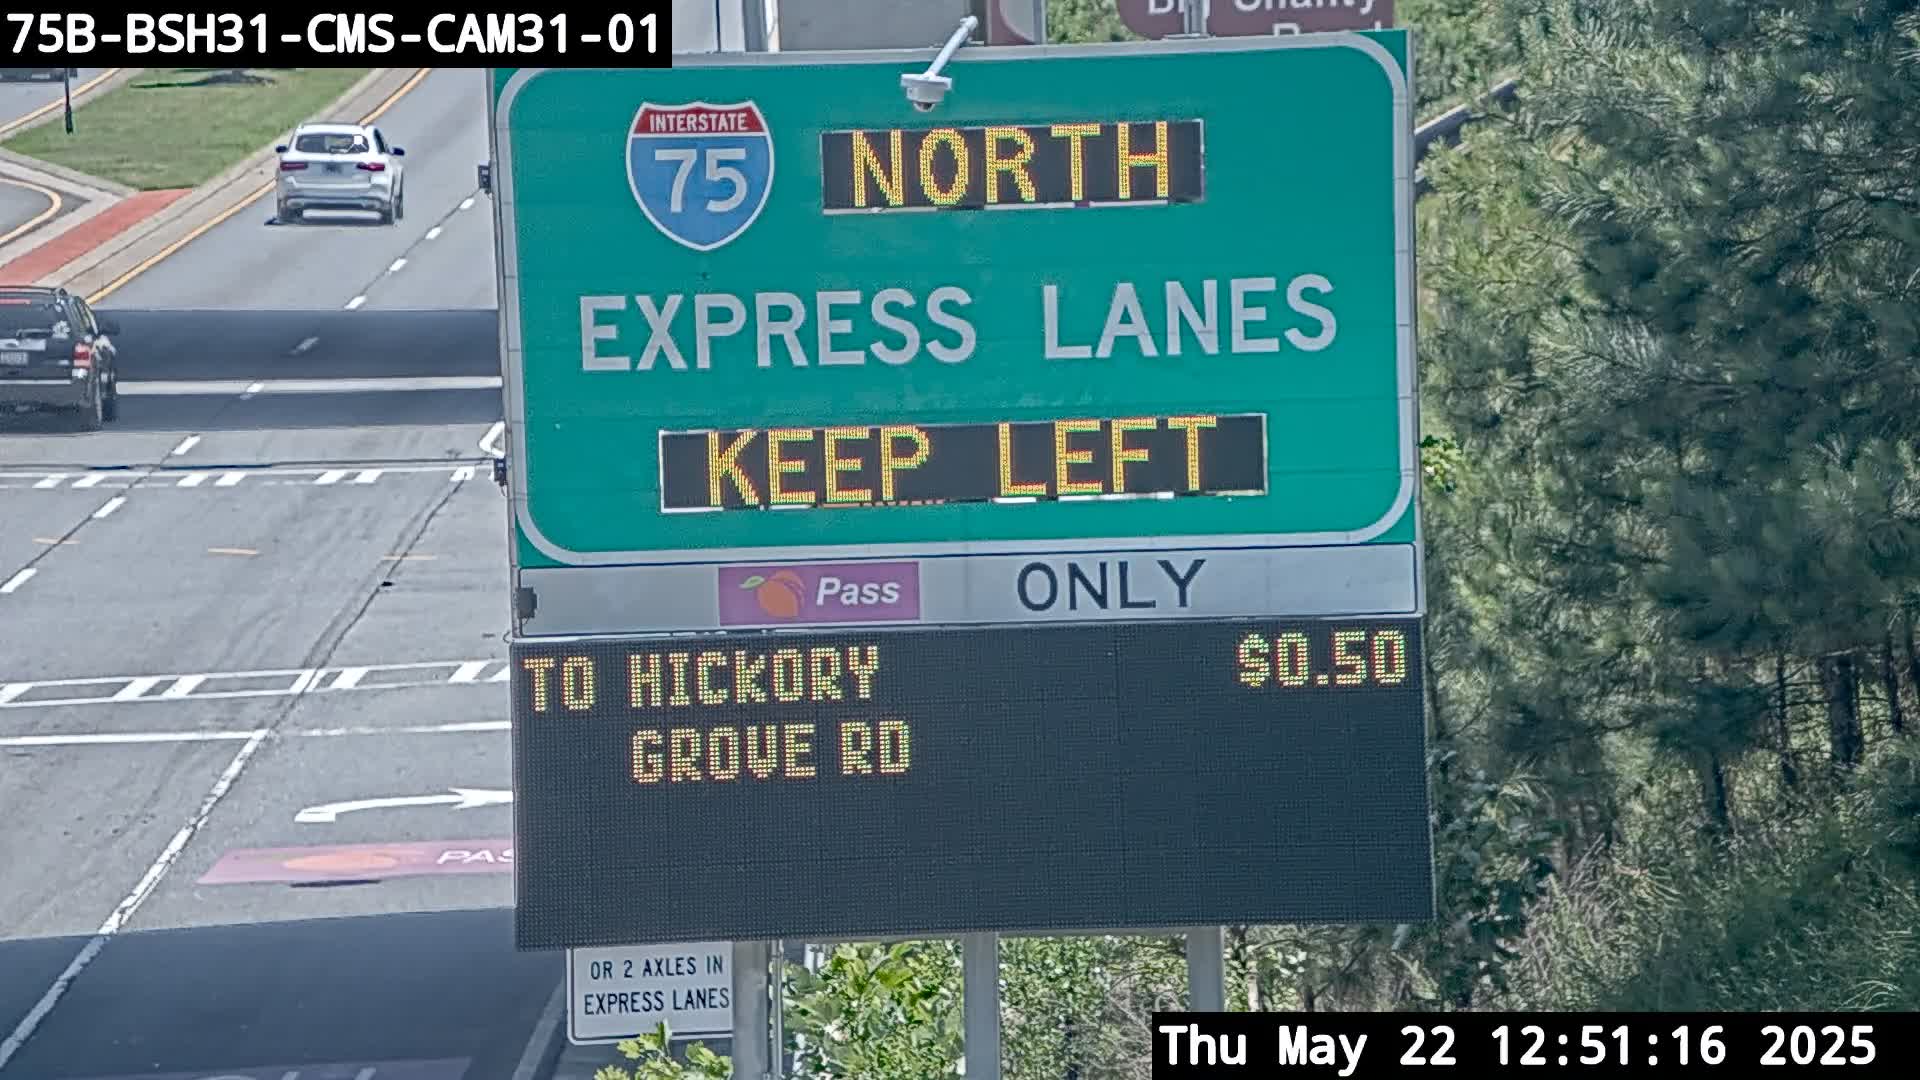 75B-BSH31-CMS-CAM31-01
INTERSTATE
75
NORTH
EXPRESS LANES
KEEP LEFT
Pass ONLY
TO HICKORY $0.50
GROVE RD
OR 2 AXLES IN
EXPRESS LANES
Thu May 22 12:51:16 2025